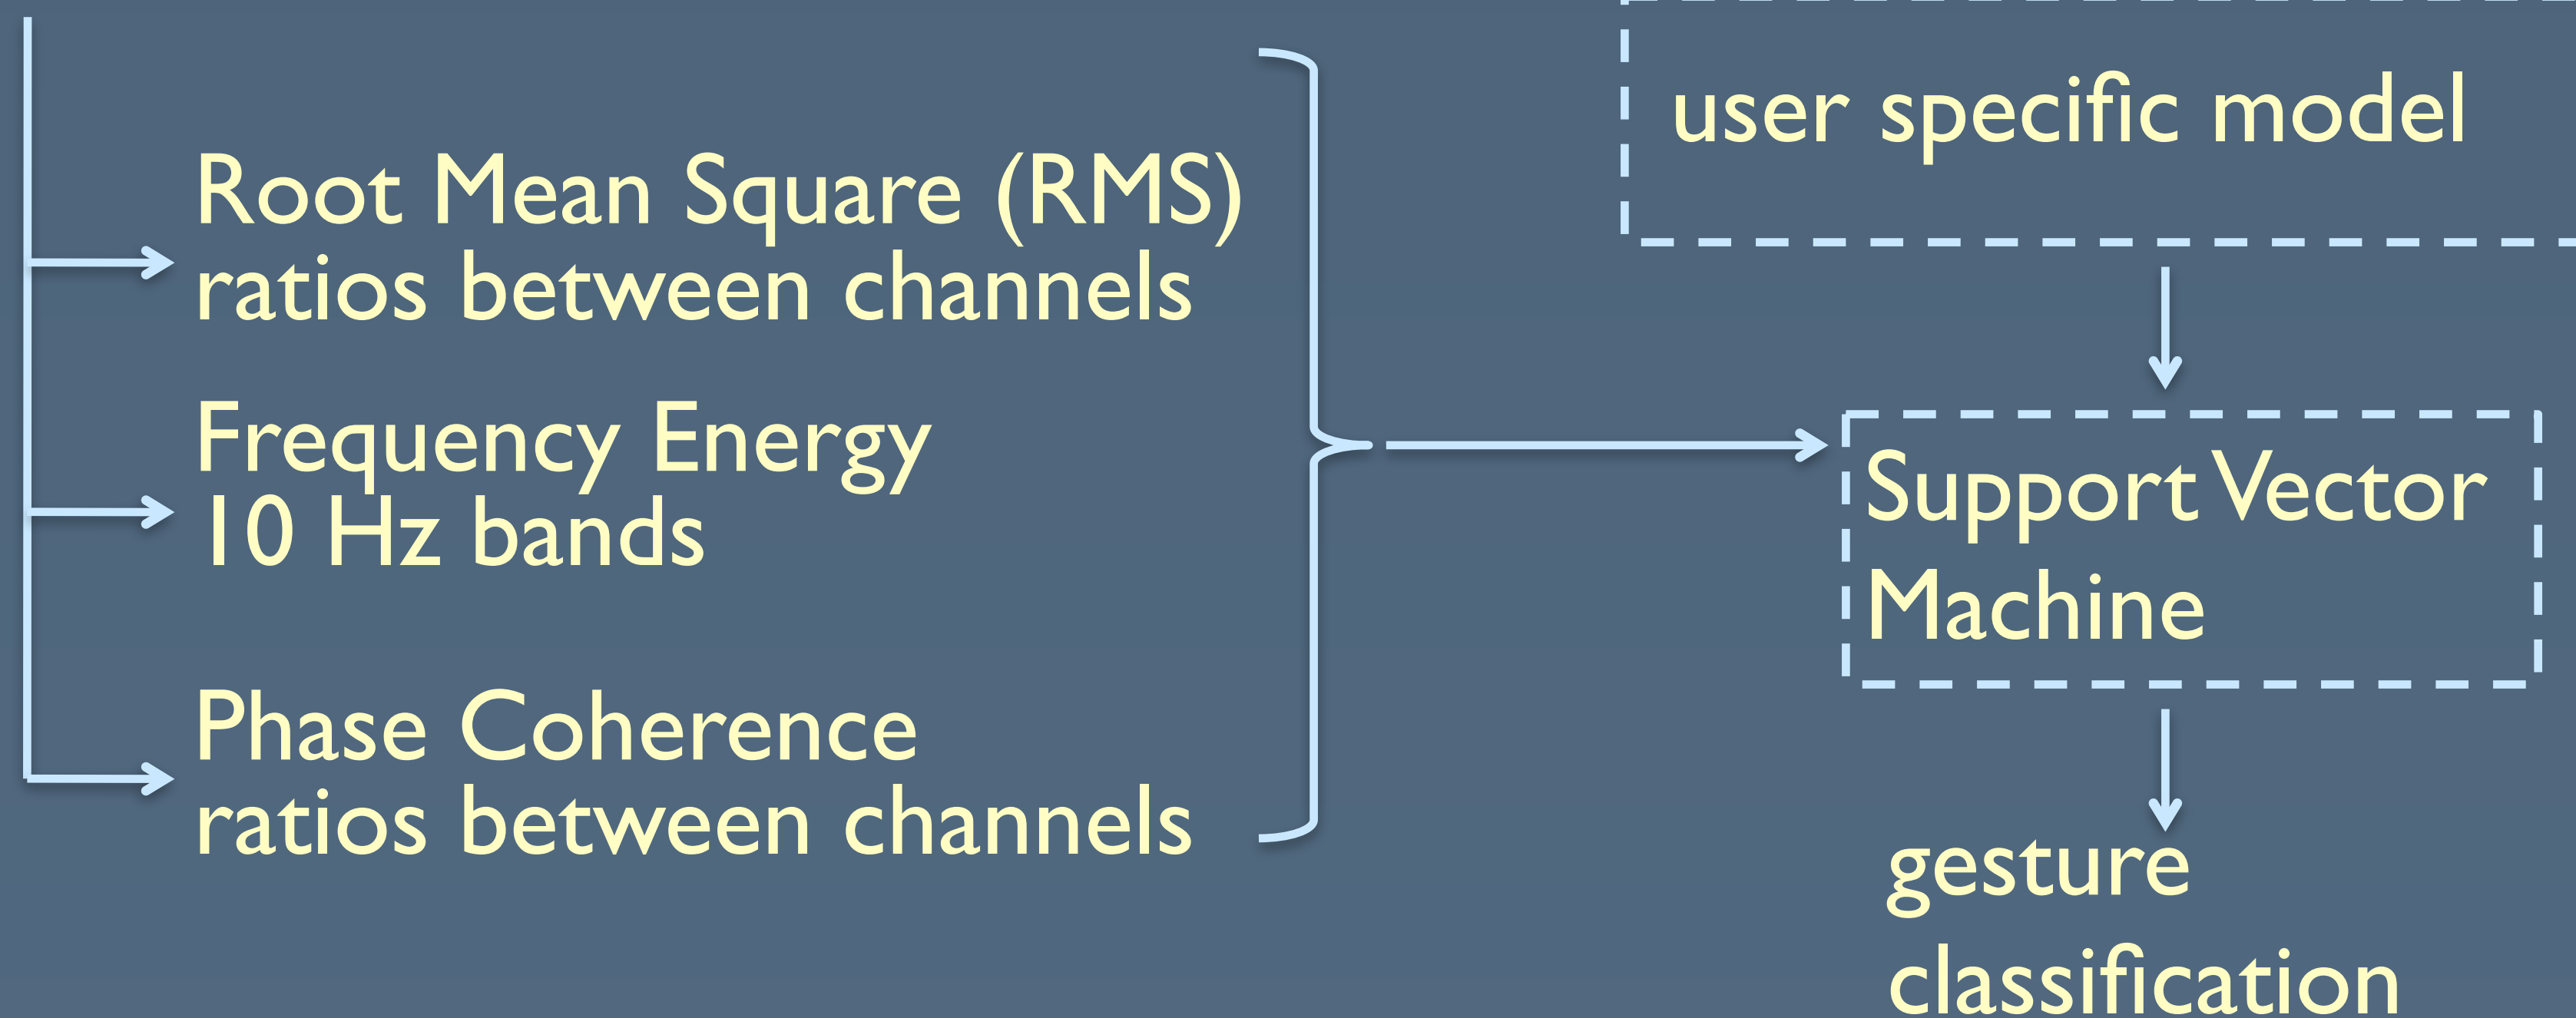 Root Mean Square (RMS)
ratios between channels
Frequency Energy
10 Hz bands
Phase Coherence
ratios between channels
user specific model
Support Vector
Machine
gesture
classification